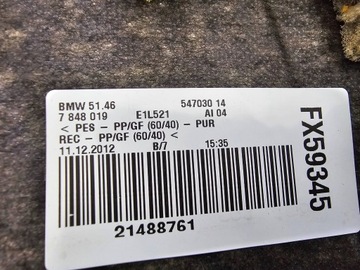 BMW 51.46 547030 14
7 848 019 E1L521 AI 04
< PES - PP/GF (60/40) - PUR
REC - PP/GF (60/40) <
11.12.2012 B/7 15:35
21488761
FX59345